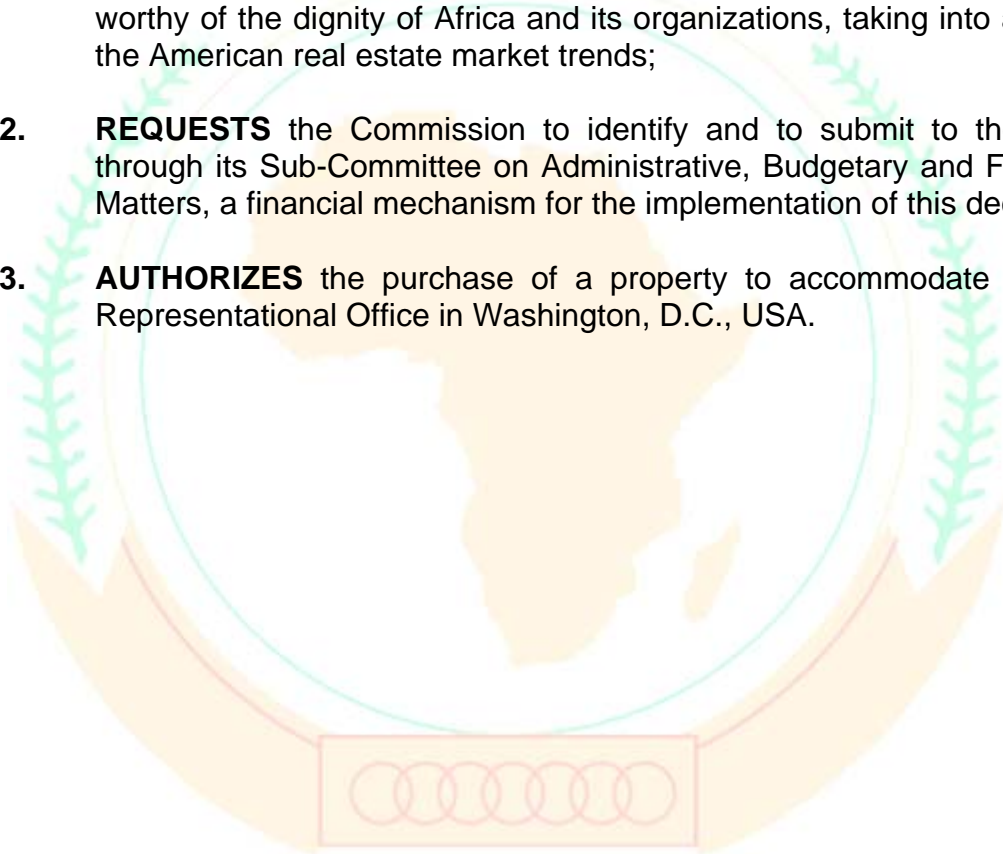 worthy of the dignity of Africa and its organizations, taking into
the American real estate market trends;
2. REQUESTS the Commission to identify and to submit to
through its Sub-Committee on Administrative, Budgetary and
Matters, a financial mechanism for the implementation of this
3. AUTHORIZES the purchase of a property to accommodate
Representational Office in Washington, D.C., USA.